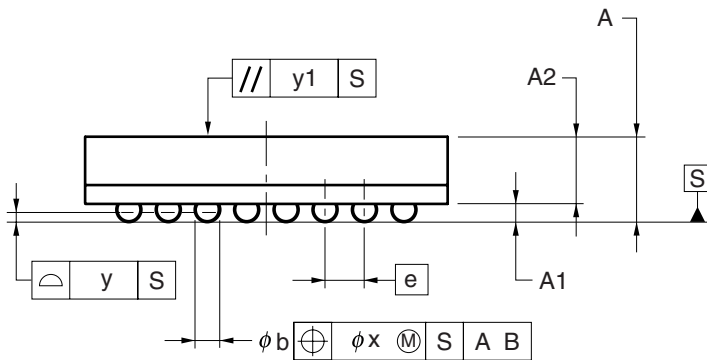 A
// y1 S
A2
S
⌓ y S
e
A1
φb ⌖ φx Ⓜ S A B